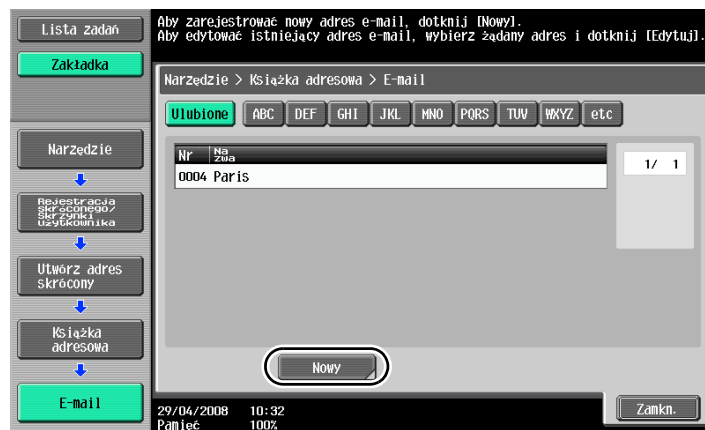 Lista zadań
Zakładka
Aby zarejestrować nowy adres e-mail, dotknij [Nowy].
Aby edytować istniejący adres e-mail, wybierz żądany adres i dotknij [Edytuj].
Narzędzie > Książka adresowa > E-mail
Ulubione ABC DEF GHI JKL MNO PQRS TUV WXYZ etc
Narzędzie
Rejestracja
skróconego/
Skrzynki
użytkownika
Utwórz adres
skrócony
Książka
adresowa
E-mail
Nr Na
zwa
0004 Paris
1/ 1
Nowy
Zamkn.
29/04/2008 10:32
Pamięć 100%